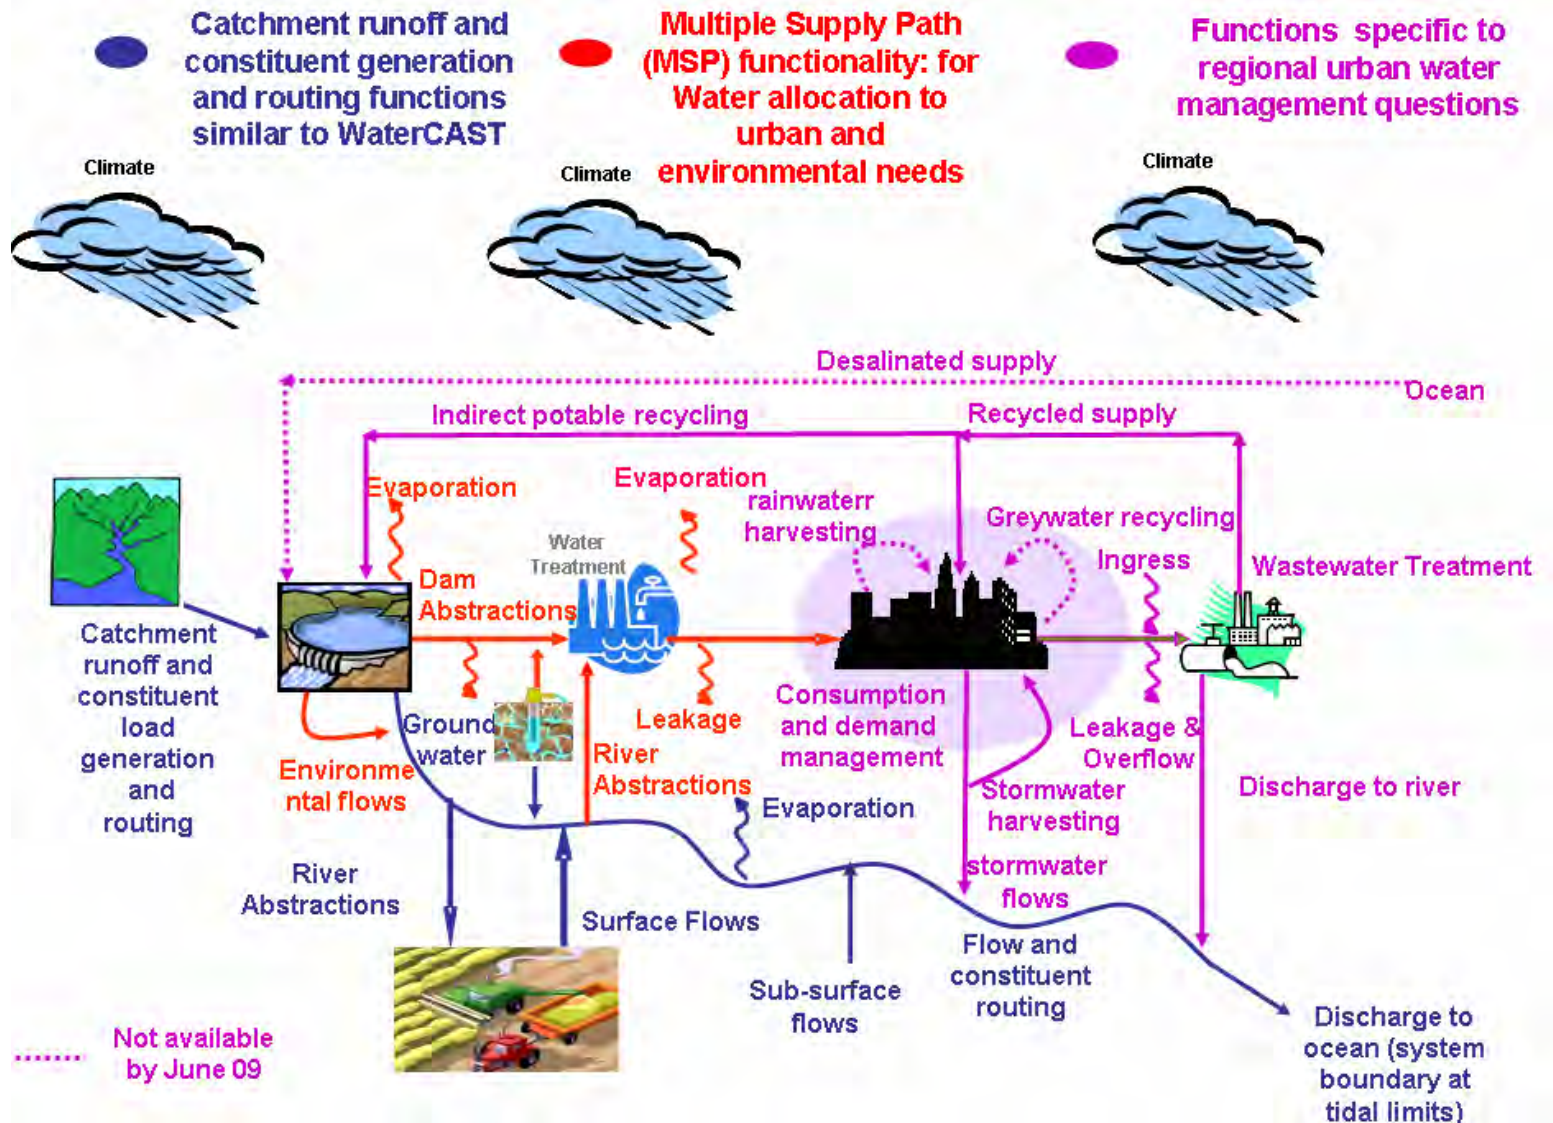 Catchment runoff and
constituent generation
and routing functions
similar to WaterCAST
Multiple Supply Path
(MSP) functionality: for
Water allocation to
urban and
environmental needs
Functions specific to
regional urban water
management questions
Climate
Climate
Climate
Desalinated supply
Ocean
Indirect potable recycling
Recycled supply
Evaporation
Evaporation
rainwaterr
harvesting
Greywater recycling
Ingress
Wastewater Treatment
Water
Treatment
Dam
Abstractions
Catchment
runoff and
constituent
load
generation
and
routing
Ground
water
Leakage
Consumption
and demand
management
Leakage &
Overflow
Environme
ntal flows
River
Abstractions
Evaporation
Stormwater
harvesting
Discharge to river
River
Abstractions
Surface Flows
stormwater
flows
Sub-surface
flows
Flow and
constituent
routing
Discharge to
ocean (system
boundary at
tidal limits)
Not available
by June 09